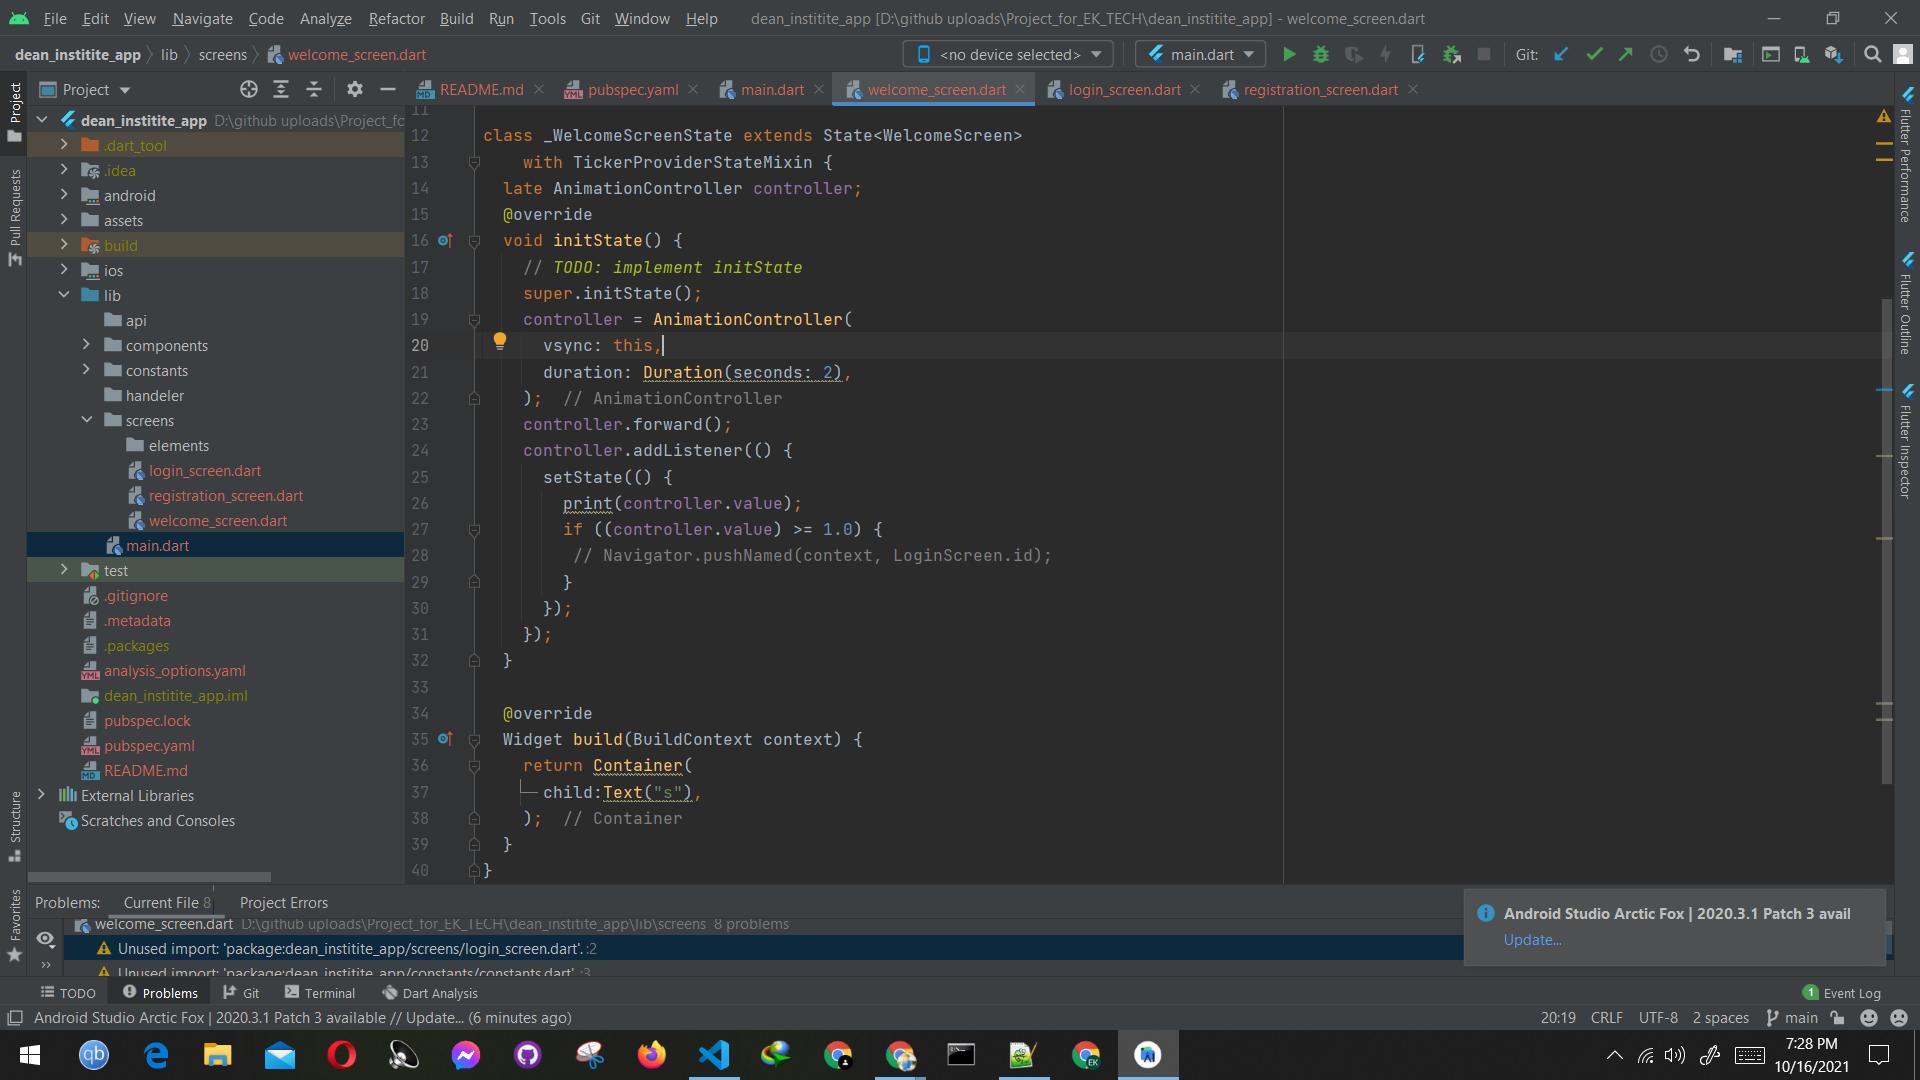 File Edit View Navigate Code Analyze Refactor Build Run Tools Git Window Help dean_institite_app [D:\github uploads\Project_for_EK_TECH\dean_institite_app] - welcome_screen.dart
dean_institite_app lib screens welcome_screen.dart <no device selected> main.dart Git:
Project README.md pubspec.yaml main.dart welcome_screen.dart login_screen.dart registration_screen.dart
Project
Pull Requests
Structure
Favorites
dean_institite_app D:\github uploads\Project_fc
.dart_tool
.idea
android
assets
build
ios
lib
api
components
constants
handeler
screens
elements
login_screen.dart
registration_screen.dart
welcome_screen.dart
main.dart
test
.gitignore
.metadata
.packages
analysis_options.yaml
dean_institite_app.iml
pubspec.lock
pubspec.yaml
README.md
External Libraries
Scratches and Consoles
11
12 class _WelcomeScreenState extends State<WelcomeScreen>
13 with TickerProviderStateMixin {
14 late AnimationController controller;
15 @override
16 void initState() {
17 // TODO: implement initState
18 super.initState();
19 controller = AnimationController(
20 vsync: this,
21 duration: Duration(seconds: 2),
22 ); // AnimationController
23 controller.forward();
24 controller.addListener(() {
25 setState(() {
26 print(controller.value);
27 if ((controller.value) >= 1.0) {
28 // Navigator.pushNamed(context, LoginScreen.id);
29 }
30 });
31 });
32 }
33
34 @override
35 Widget build(BuildContext context) {
36 return Container(
37 child:Text("s"),
38 ); // Container
39 }
40 }
Flutter Performance
Flutter Outline
Flutter Inspector
Problems: Current File 8 Project Errors
welcome_screen.dart D:\github uploads\Project_for_EK_TECH\dean_institite_app\lib\screens 8 problems
Unused import: 'package:dean_institite_app/screens/login_screen.dart'. :2
Unused import: 'package:dean_institite_app/constants/constants.dart'. :3
Android Studio Arctic Fox | 2020.3.1 Patch 3 avail
Update...
TODO Problems Git Terminal Dart Analysis 1 Event Log
Android Studio Arctic Fox | 2020.3.1 Patch 3 available // Update... (6 minutes ago) 20:19 CRLF UTF-8 2 spaces main
qb EK 7:28 PM
10/16/2021